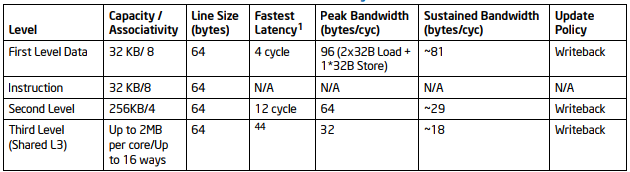 Level Capacity / Associativity Line Size (bytes) Fastest Latency1 Peak Bandwidth (bytes/cyc) Sustained Bandwidth (bytes/cyc) Update Policy
First Level Data 32 KB/ 8 64 4 cycle 96 (2x32B Load + 1*32B Store) ~81 Writeback
Instruction 32 KB/8 64 N/A N/A N/A N/A
Second Level 256KB/4 64 12 cycle 64 ~29 Writeback
Third Level (Shared L3) Up to 2MB per core/Up to 16 ways 64 44 32 ~18 Writeback